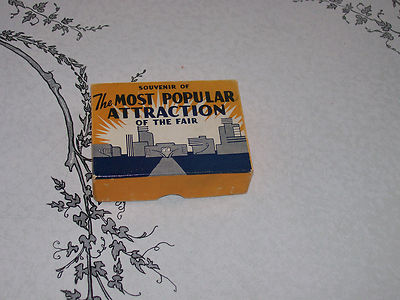 SOUVENIR OF
The MOST POPULAR
ATTRACTION
OF THE FAIR